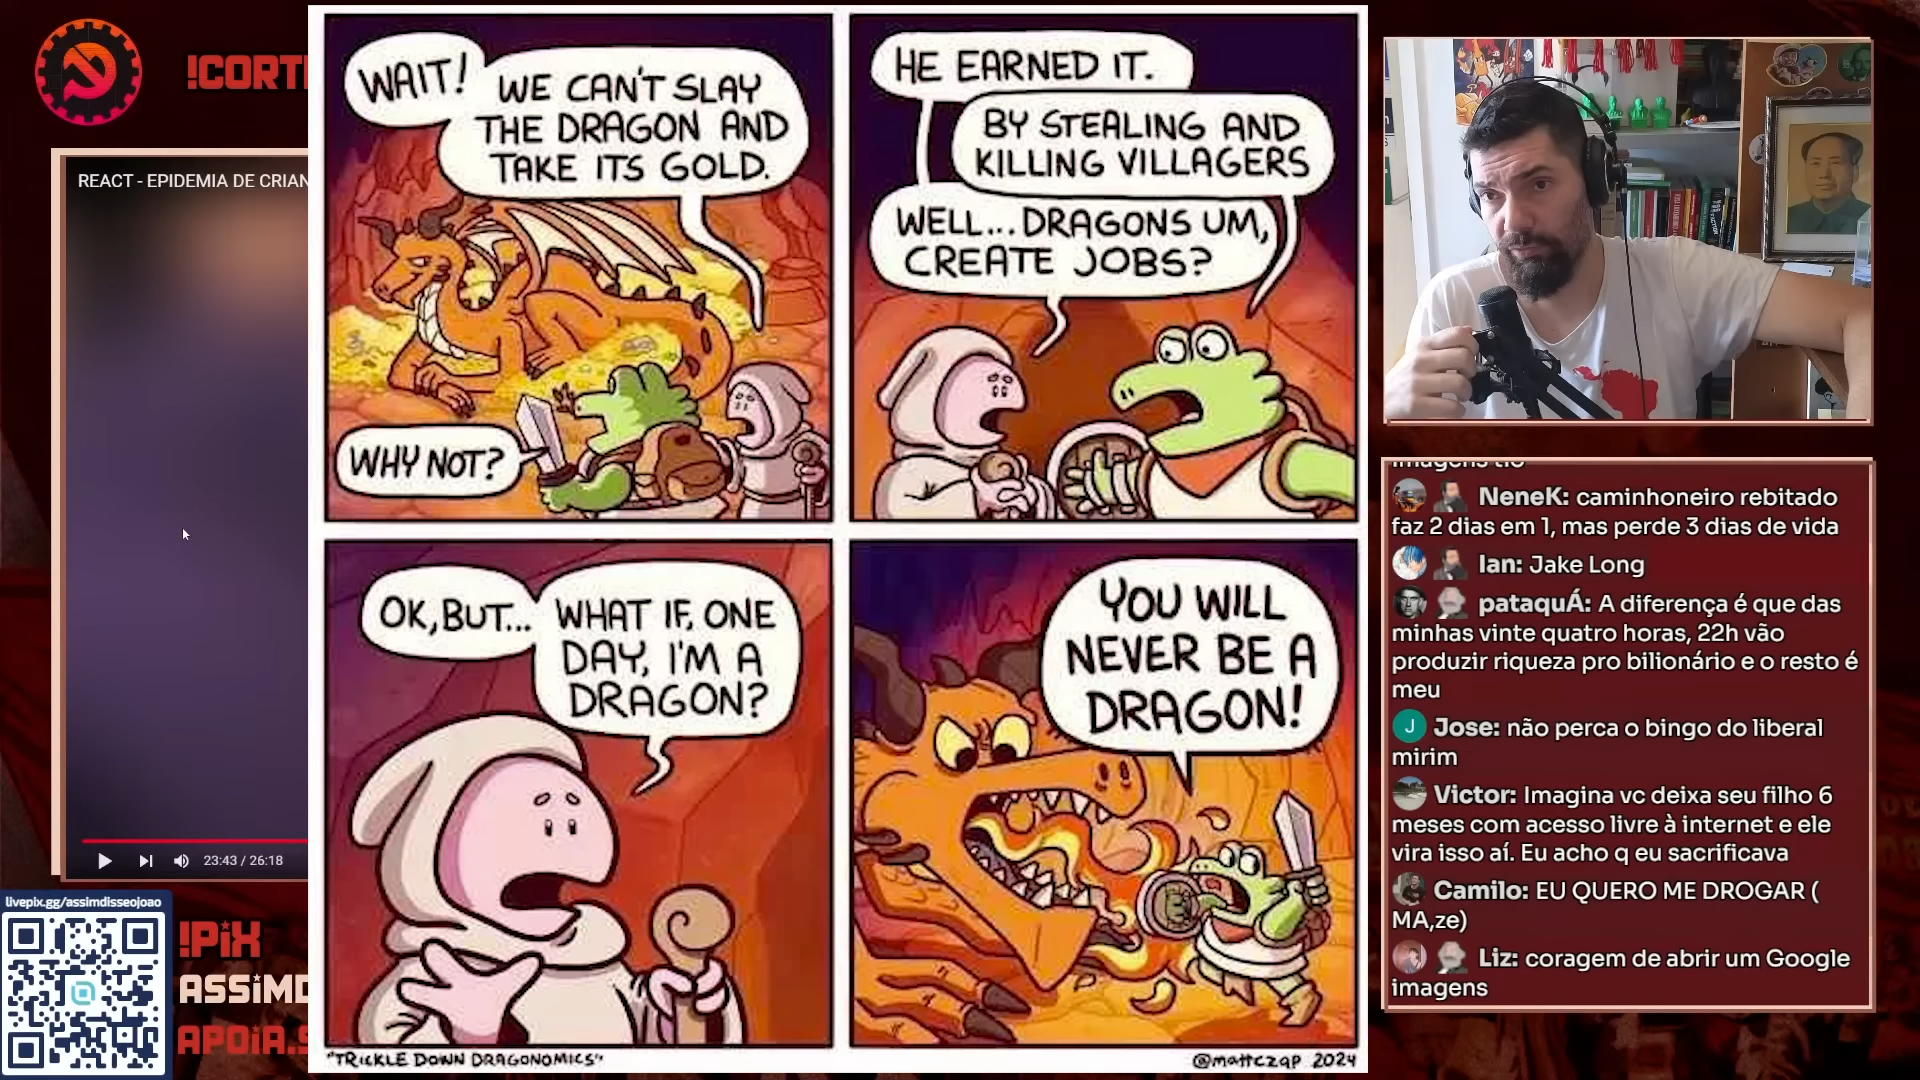 !CORT
REACT - EPIDEMIA DE CRIAN
23:43 / 26:18
livepix.gg/assimdisseojoao
!PiX
ASSiMD
APOiA.S
WAIT!
WE CAN'T SLAY
THE DRAGON AND
TAKE ITS GOLD.
WHY NOT?
HE EARNED IT.
BY STEALING AND
KILLING VILLAGERS
WELL...DRAGONS UM,
CREATE JOBS?
OK, BUT...
WHAT IF, ONE
DAY, I'M A
DRAGON?
YOU WILL
NEVER BE A
DRAGON!
"TRICKLE DOWN DRAGONOMICS"
@mattczap 2024
imagens tio
NeneK: caminhoneiro rebitado
faz 2 dias em 1, mas perde 3 dias de vida
Ian: Jake Long
pataquÁ: A diferença é que das
minhas vinte quatro horas, 22h vão
produzir riqueza pro bilionário e o resto é
meu
J
Jose: não perca o bingo do liberal
mirim
Victor: Imagina vc deixa seu filho 6
meses com acesso livre à internet e ele
vira isso aí. Eu acho q eu sacrificava
Camilo: EU QUERO ME DROGAR (
MA,ze)
Liz: coragem de abrir um Google
imagens